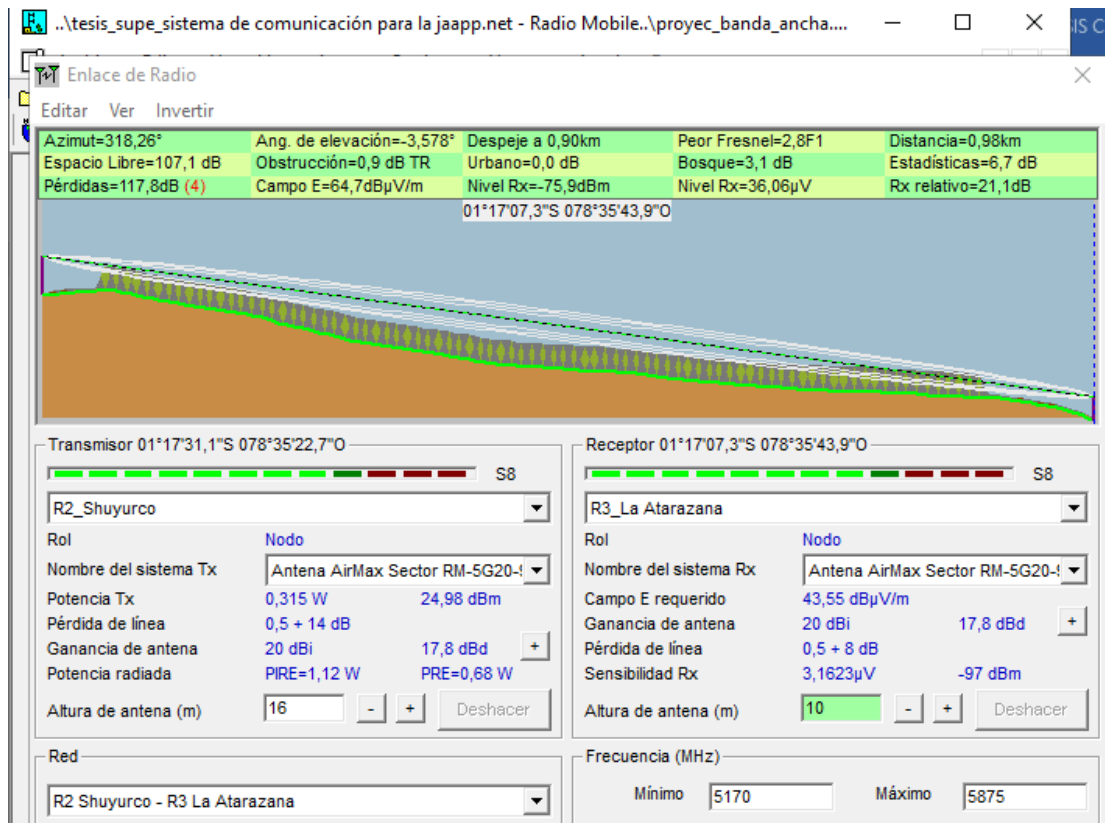 ..\tesis_supe_sistema de comunicación para la jaapp.net - Radio Mobile..\proyec_banda_ancha....
Enlace de Radio
Editar Ver Invertir
Azimut=318,26° Ang. de elevación=-3,578° Despeje a 0,90km Peor Fresnel=2,8F1 Distancia=0,98km
Espacio Libre=107,1 dB Obstrucción=0,9 dB TR Urbano=0,0 dB Bosque=3,1 dB Estadísticas=6,7 dB
Pérdidas=117,8dB (4) Campo E=64,7dBµV/m Nivel Rx=-75,9dBm Nivel Rx=36,06µV Rx relativo=21,1dB
01°17'07,3"S 078°35'43,9"O
Transmisor 01°17'31,1"S 078°35'22,7"O
S8
R2_Shuyurco
Rol Nodo
Nombre del sistema Tx Antena AirMax Sector RM-5G20-
Potencia Tx 0,315 W 24,98 dBm
Pérdida de línea 0,5 + 14 dB
Ganancia de antena 20 dBi 17,8 dBd +
Potencia radiada PIRE=1,12 W PRE=0,68 W
Altura de antena (m) 16 - + Deshacer
Red
R2 Shuyurco - R3 La Atarazana
Receptor 01°17'07,3"S 078°35'43,9"O
S8
R3_La Atarazana
Rol Nodo
Nombre del sistema Rx Antena AirMax Sector RM-5G20-
Campo E requerido 43,55 dBµV/m
Ganancia de antena 20 dBi 17,8 dBd +
Pérdida de línea 0,5 + 8 dB
Sensibilidad Rx 3,1623µV -97 dBm
Altura de antena (m) 10 - + Deshacer
Frecuencia (MHz)
Mínimo 5170 Máximo 5875